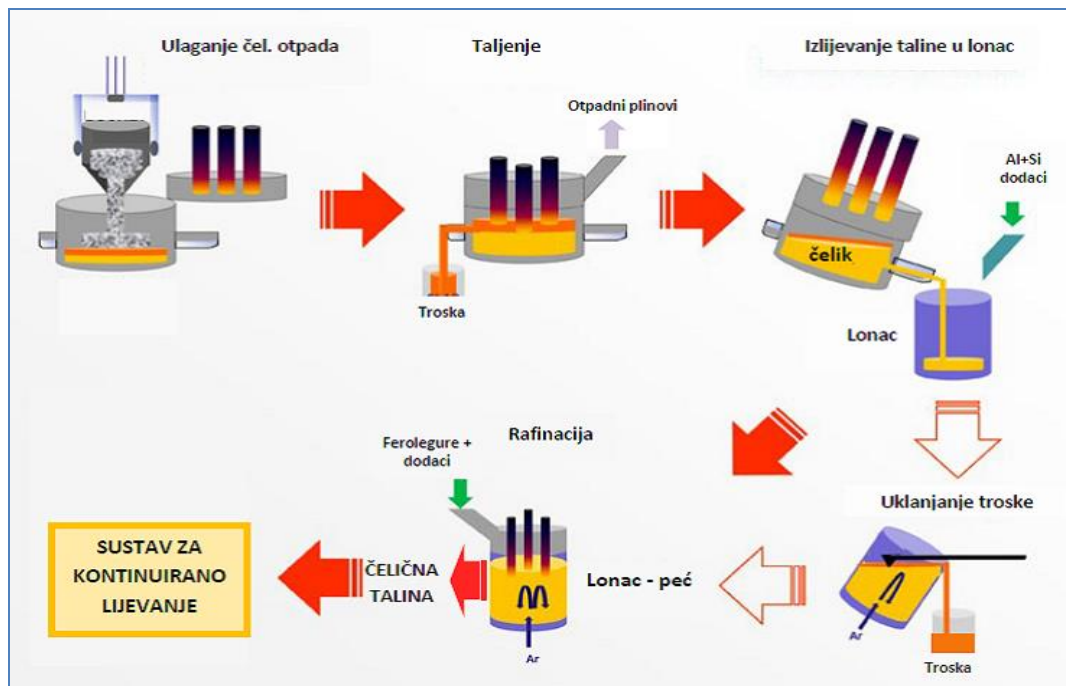 Ulaganje čel. otpada
Taljenje
Izlijevanje taline u lonac
Otpadni plinovi
Al+Si
dodaci
čelik
Troska
Lonac
Rafinacija
Ferolegure +
dodaci
Uklanjanje troske
SUSTAV ZA
KONTINUIRANO
LIJEVANJE
ČELIČNA
TALINA
Lonac - peć
Ar
Ar
Troska